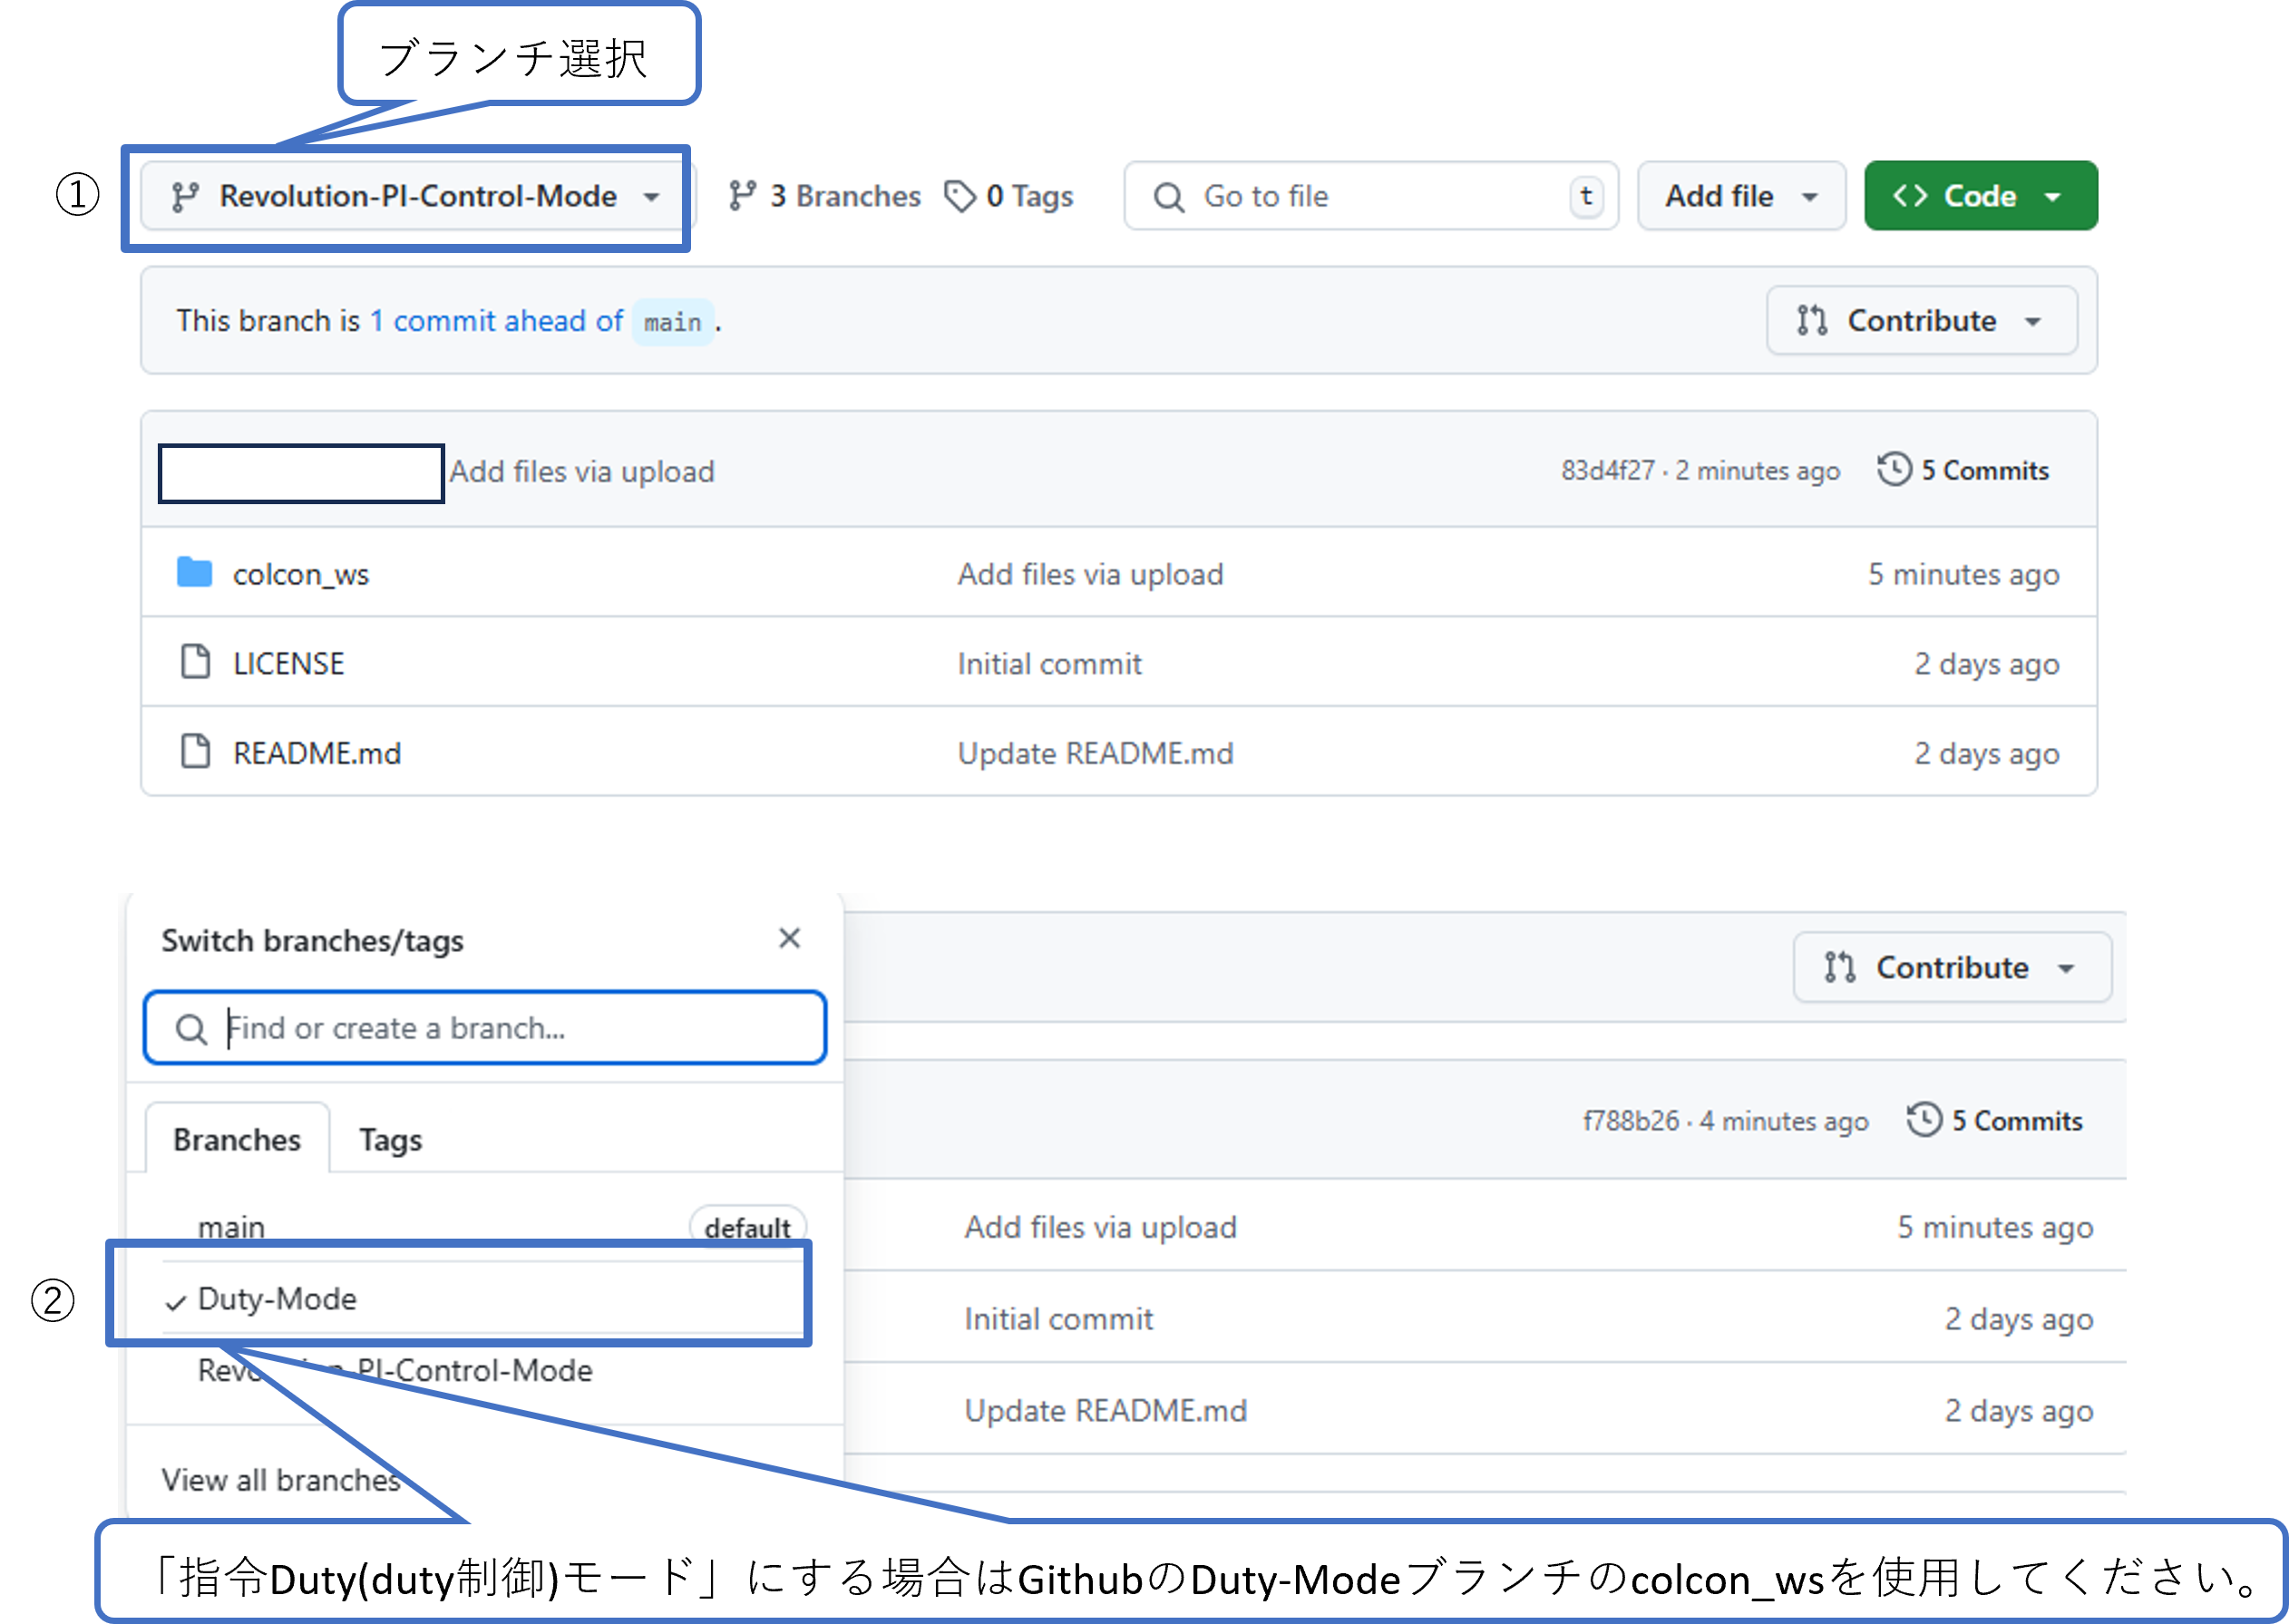 ブランチ選択
① Revolution-PI-Control-Mode 3 Branches 0 Tags Go to file t Add file Code
This branch is 1 commit ahead of main .
Contribute
Add files via upload 83d4f27 · 2 minutes ago 5 Commits
colcon_ws Add files via upload 5 minutes ago
LICENSE Initial commit 2 days ago
README.md Update README.md 2 days ago
Switch branches/tags
Contribute
Find or create a branch...
Branches Tags
f788b26 · 4 minutes ago 5 Commits
main default
Add files via upload 5 minutes ago
② Duty-Mode
Initial commit 2 days ago
Revolution-PI-Control-Mode
Update README.md 2 days ago
View all branches
「指令Duty(duty制御)モード」にする場合はGithubのDuty-Modeブランチのcolcon_wsを使用してください。